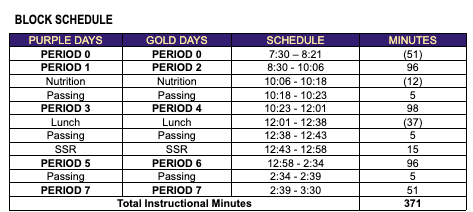 BLOCK SCHEDULE
PURPLE DAYS GOLD DAYS SCHEDULE MINUTES
PERIOD 0 PERIOD 0 7:30 – 8:21 (51)
PERIOD 1 PERIOD 2 8:30 - 10:06 96
Nutrition Nutrition 10:06 - 10:18 (12)
Passing Passing 10:18 - 10:23 5
PERIOD 3 PERIOD 4 10:23 - 12:01 98
Lunch Lunch 12:01 - 12:38 (37)
Passing Passing 12:38 - 12:43 5
SSR SSR 12:43 - 12:58 15
PERIOD 5 PERIOD 6 12:58 - 2:34 96
Passing Passing 2:34 - 2:39 5
PERIOD 7 PERIOD 7 2:39 - 3:30 51
Total Instructional Minutes 371